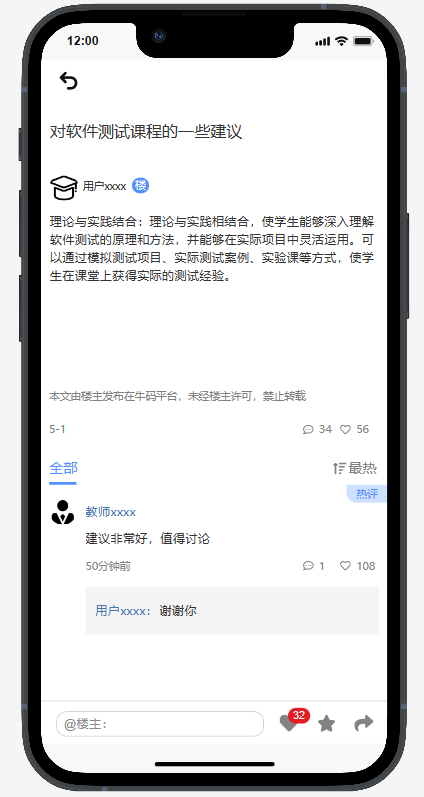 12:00
对软件测试课程的一些建议
用户xxxx 楼
理论与实践结合：理论与实践相结合，使学生能够深入理解
软件测试的原理和方法，并能够在实际项目中灵活运用。可
以通过模拟测试项目、实际测试案例、实验课等方式，使学
生在课堂上获得实际的测试经验。
本文由楼主发布在牛码平台，未经楼主许可，禁止转载
5-1 34 56
全部 最热
热评
教师xxxx
建议非常好，值得讨论
50分钟前 1 108
用户xxxx：谢谢你
@楼主： 32